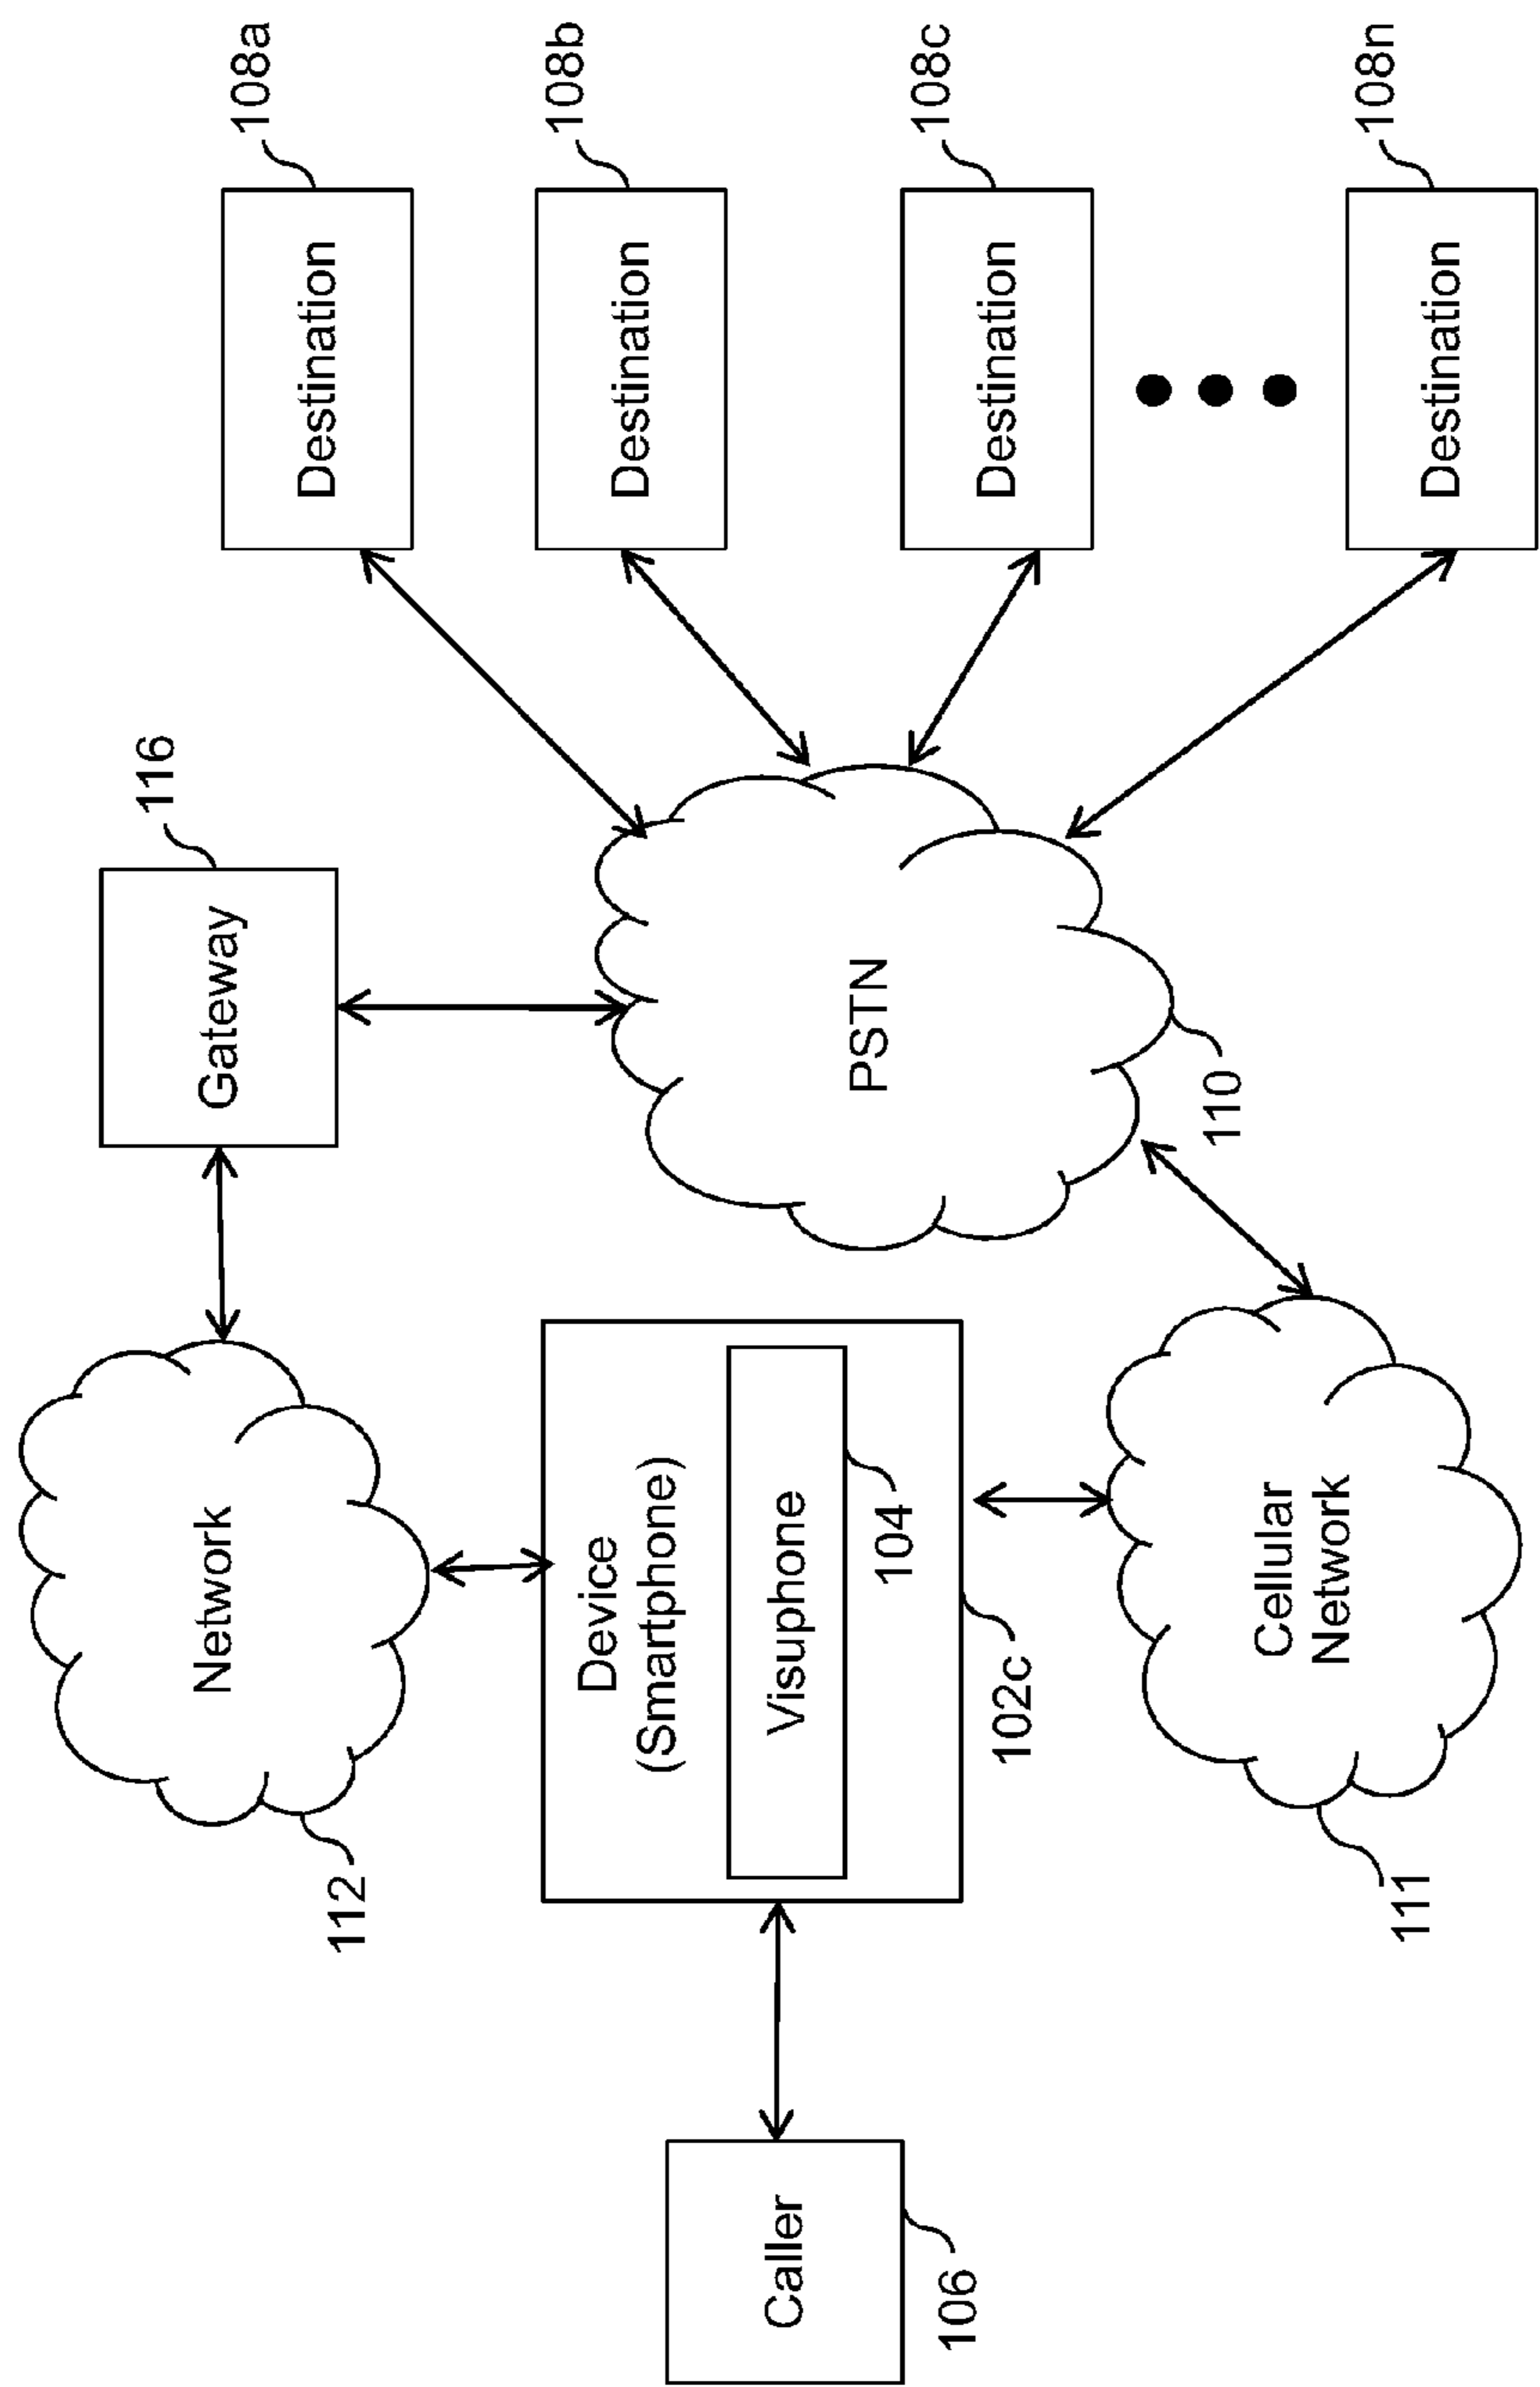 112
Network
Gateway
116
Caller
106
Device
(Smartphone)
Visuphone
104
102c
PSTN
110
Cellular
Network
111
Destination
108a
Destination
108b
Destination
108c
Destination
108n